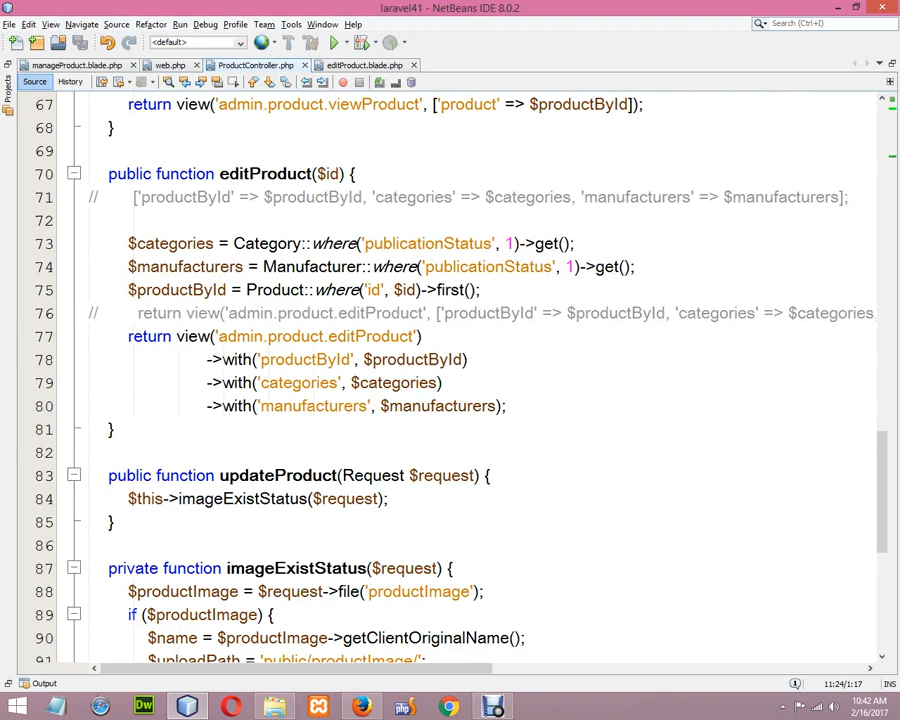 laravel41 - NetBeans IDE 8.0.2
File Edit View Navigate Source Refactor Run Debug Profile Team Tools Window Help
Search (Ctrl+I)
<default>
manageProduct.blade.php web.php ProductController.php editProduct.blade.php
Source History
Projects
67 return view('admin.product.viewProduct', ['product' => $productById]);
68 }
69
70 public function editProduct($id) {
71 // ['productById' => $productById, 'categories' => $categories, 'manufacturers' => $manufacturers];
72
73 $categories = Category::where('publicationStatus', 1)->get();
74 $manufacturers = Manufacturer::where('publicationStatus', 1)->get();
75 $productById = Product::where('id', $id)->first();
76 // return view('admin.product.editProduct', ['productById' => $productById, 'categories' => $categories,
77 return view('admin.product.editProduct')
78 ->with('productById', $productById)
79 ->with('categories', $categories)
80 ->with('manufacturers', $manufacturers);
81 }
82
83 public function updateProduct(Request $request) {
84 $this->imageExistStatus($request);
85 }
86
87 private function imageExistStatus($request) {
88 $productImage = $request->file('productImage');
89 if ($productImage) {
90 $name = $productImage->getClientOriginalName();
91 $uploadPath = 'public/productImage/';
Output
11:24/1:17 INS
Dw php
10:42 AM
2/16/2017